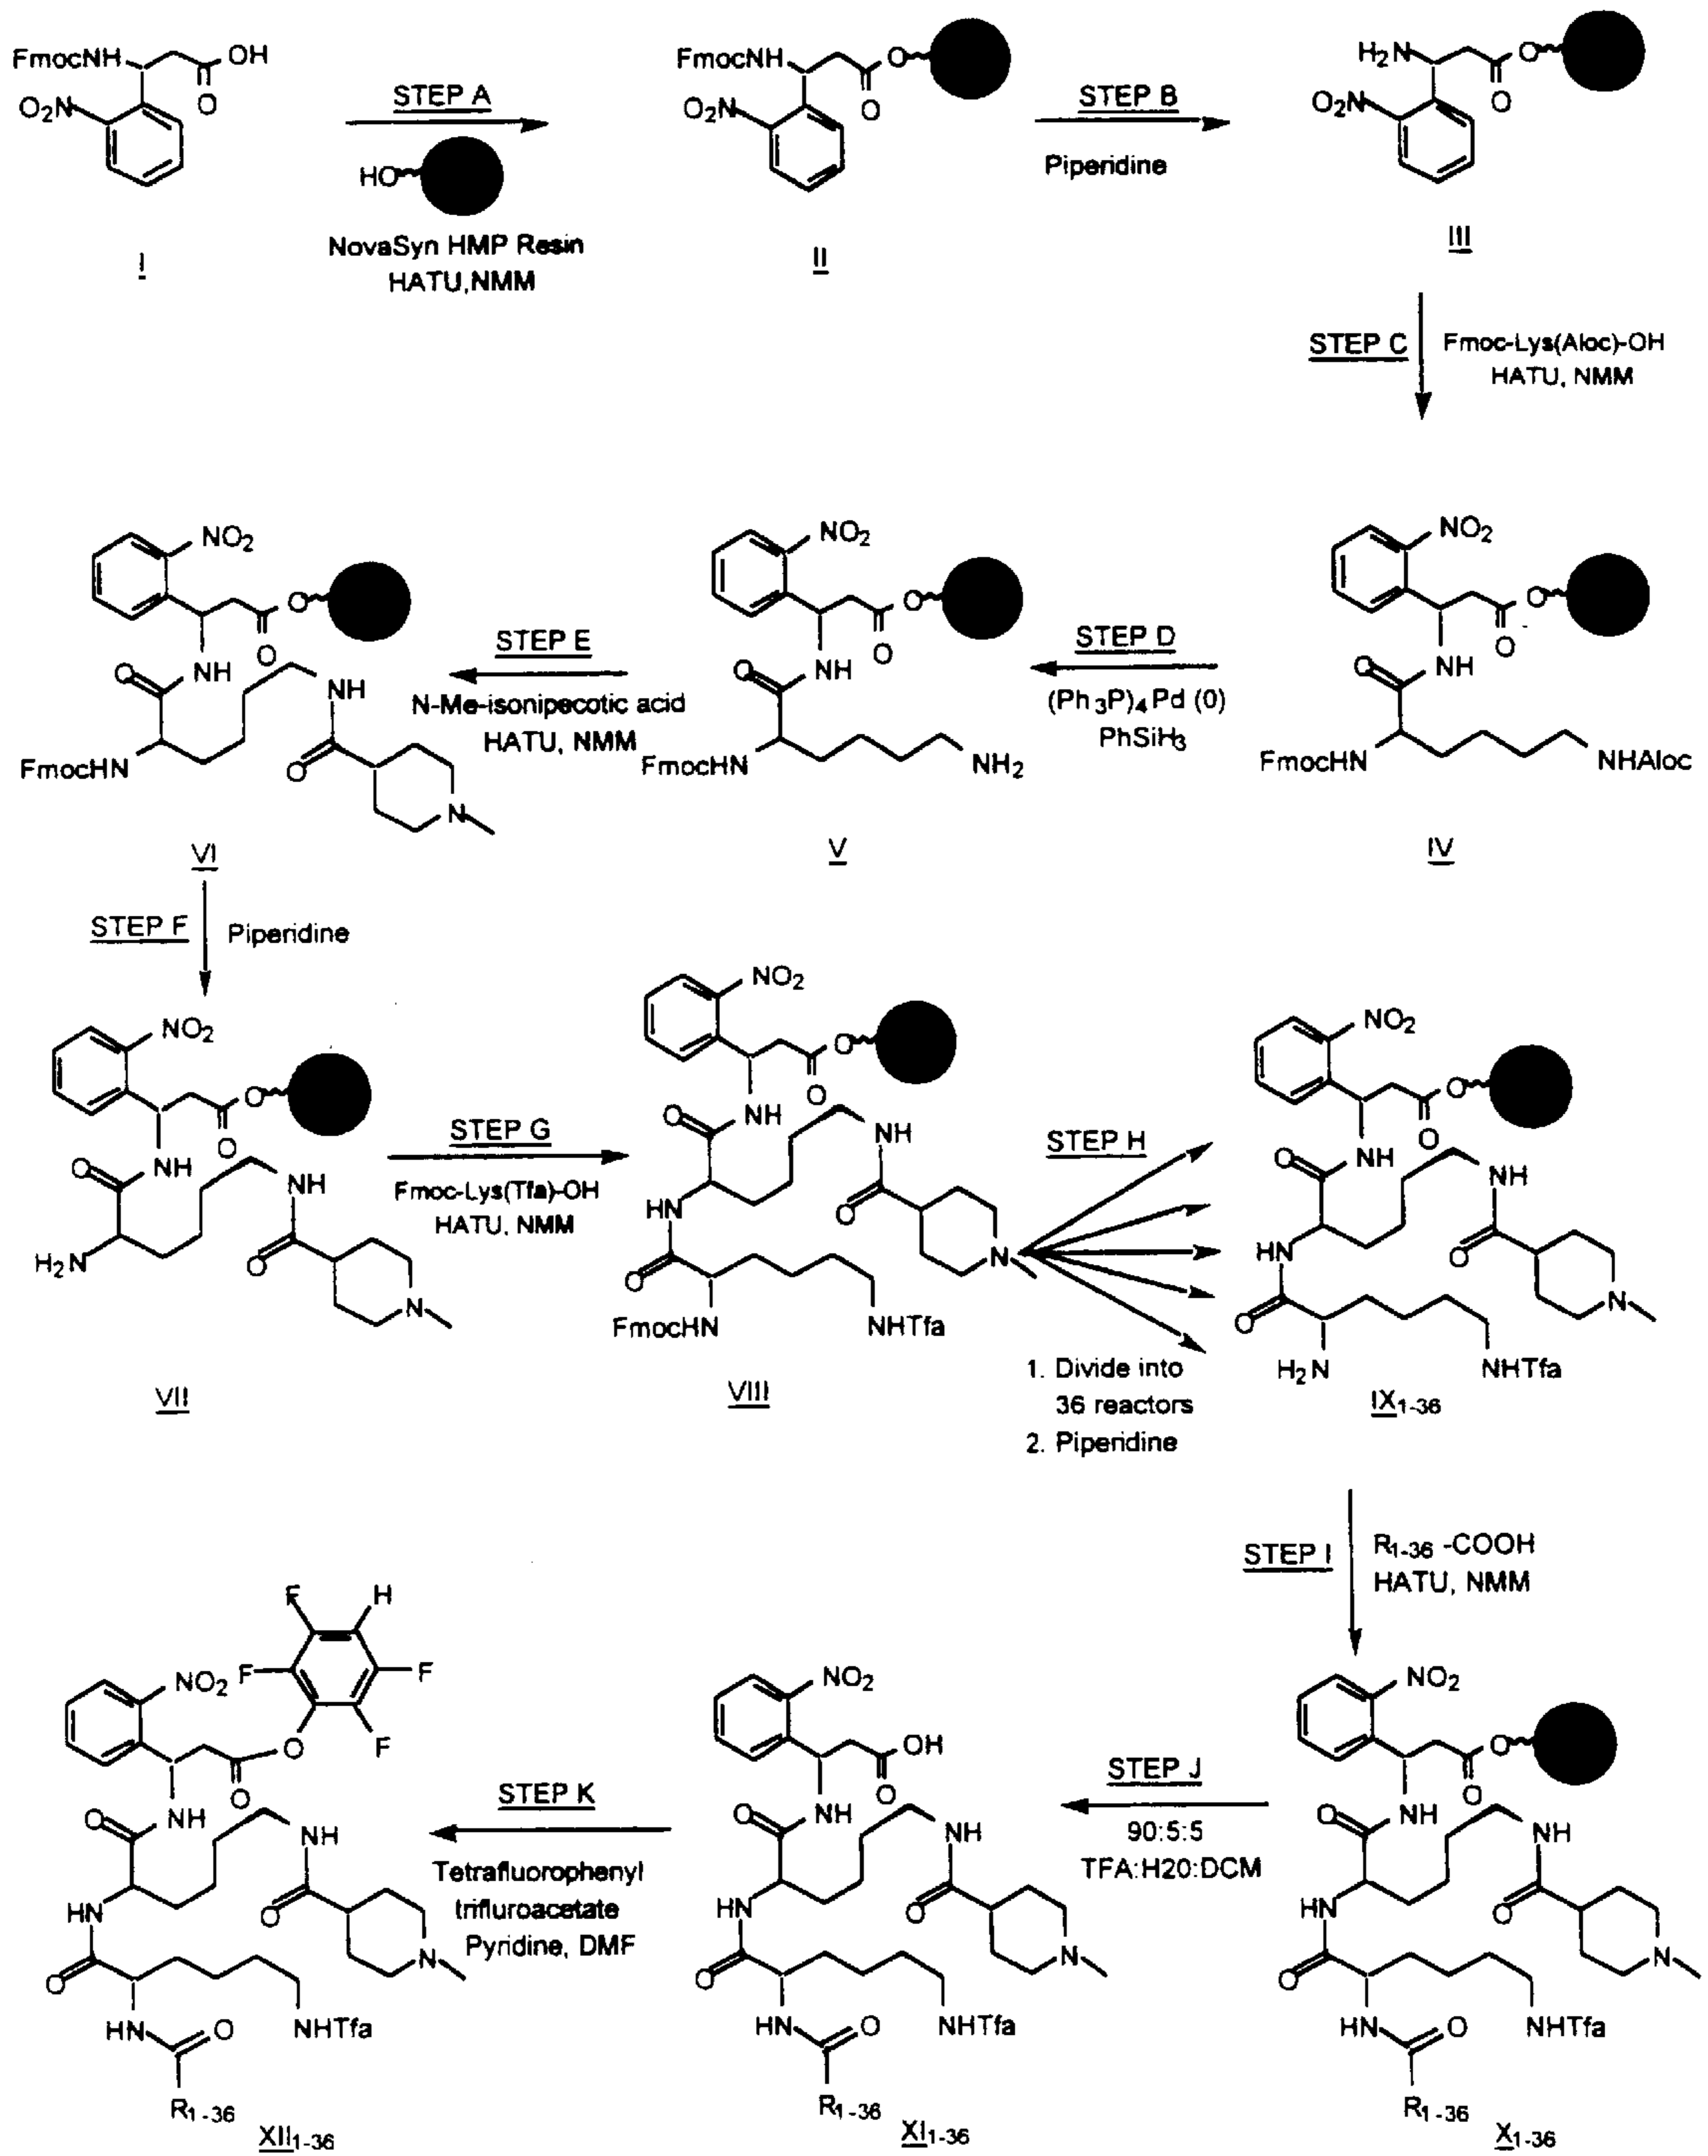 FmocNH
OH
O
NO2
I
STEP A
HO
NovaSyn HMP Resin
HATU,NMM
FmocNH
O
O
NO2
II
STEP B
Piperidine
H2N
O
O
NO2
III
STEP C
Fmoc-Lys(Aloc)-OH
HATU, NMM
NO2
O
O
NH
O
FmocHN
NHAloc
IV
STEP D
(Ph3P)4Pd (0)
PhSiH3
NO2
O
O
NH
O
FmocHN
NH2
V
STEP E
N-Me-isonipecotic acid
HATU, NMM
NO2
O
O
NH
O
NH
O
FmocHN
N
VI
STEP F
Piperidine
NO2
O
O
NH
O
NH
O
H2N
N
VII
STEP G
Fmoc-Lys(Tfa)-OH
HATU, NMM
NO2
O
O
NH
O
NH
HN
O
N
O
FmocHN
NHTfa
VIII
STEP H
1. Divide into
36 reactors
2. Piperidine
NO2
O
O
NH
O
NH
HN
O
N
O
H2N
NHTfa
IX1-36
STEP I
R1-36 -COOH
HATU, NMM
NO2
O
O
NH
O
NH
HN
O
N
O
HN
O
NHTfa
R1-36
X1-36
STEP J
90:5:5
TFA:H20:DCM
NO2
OH
O
NH
O
NH
HN
O
N
O
HN
O
NHTfa
R1-36
XI1-36
STEP K
Tetrafluorophenyl
trifluroacetate
Pyridine, DMF
F
H
F
F
F
NO2
O
O
NH
O
NH
HN
O
N
O
HN
O
NHTfa
R1-36
XII1-36